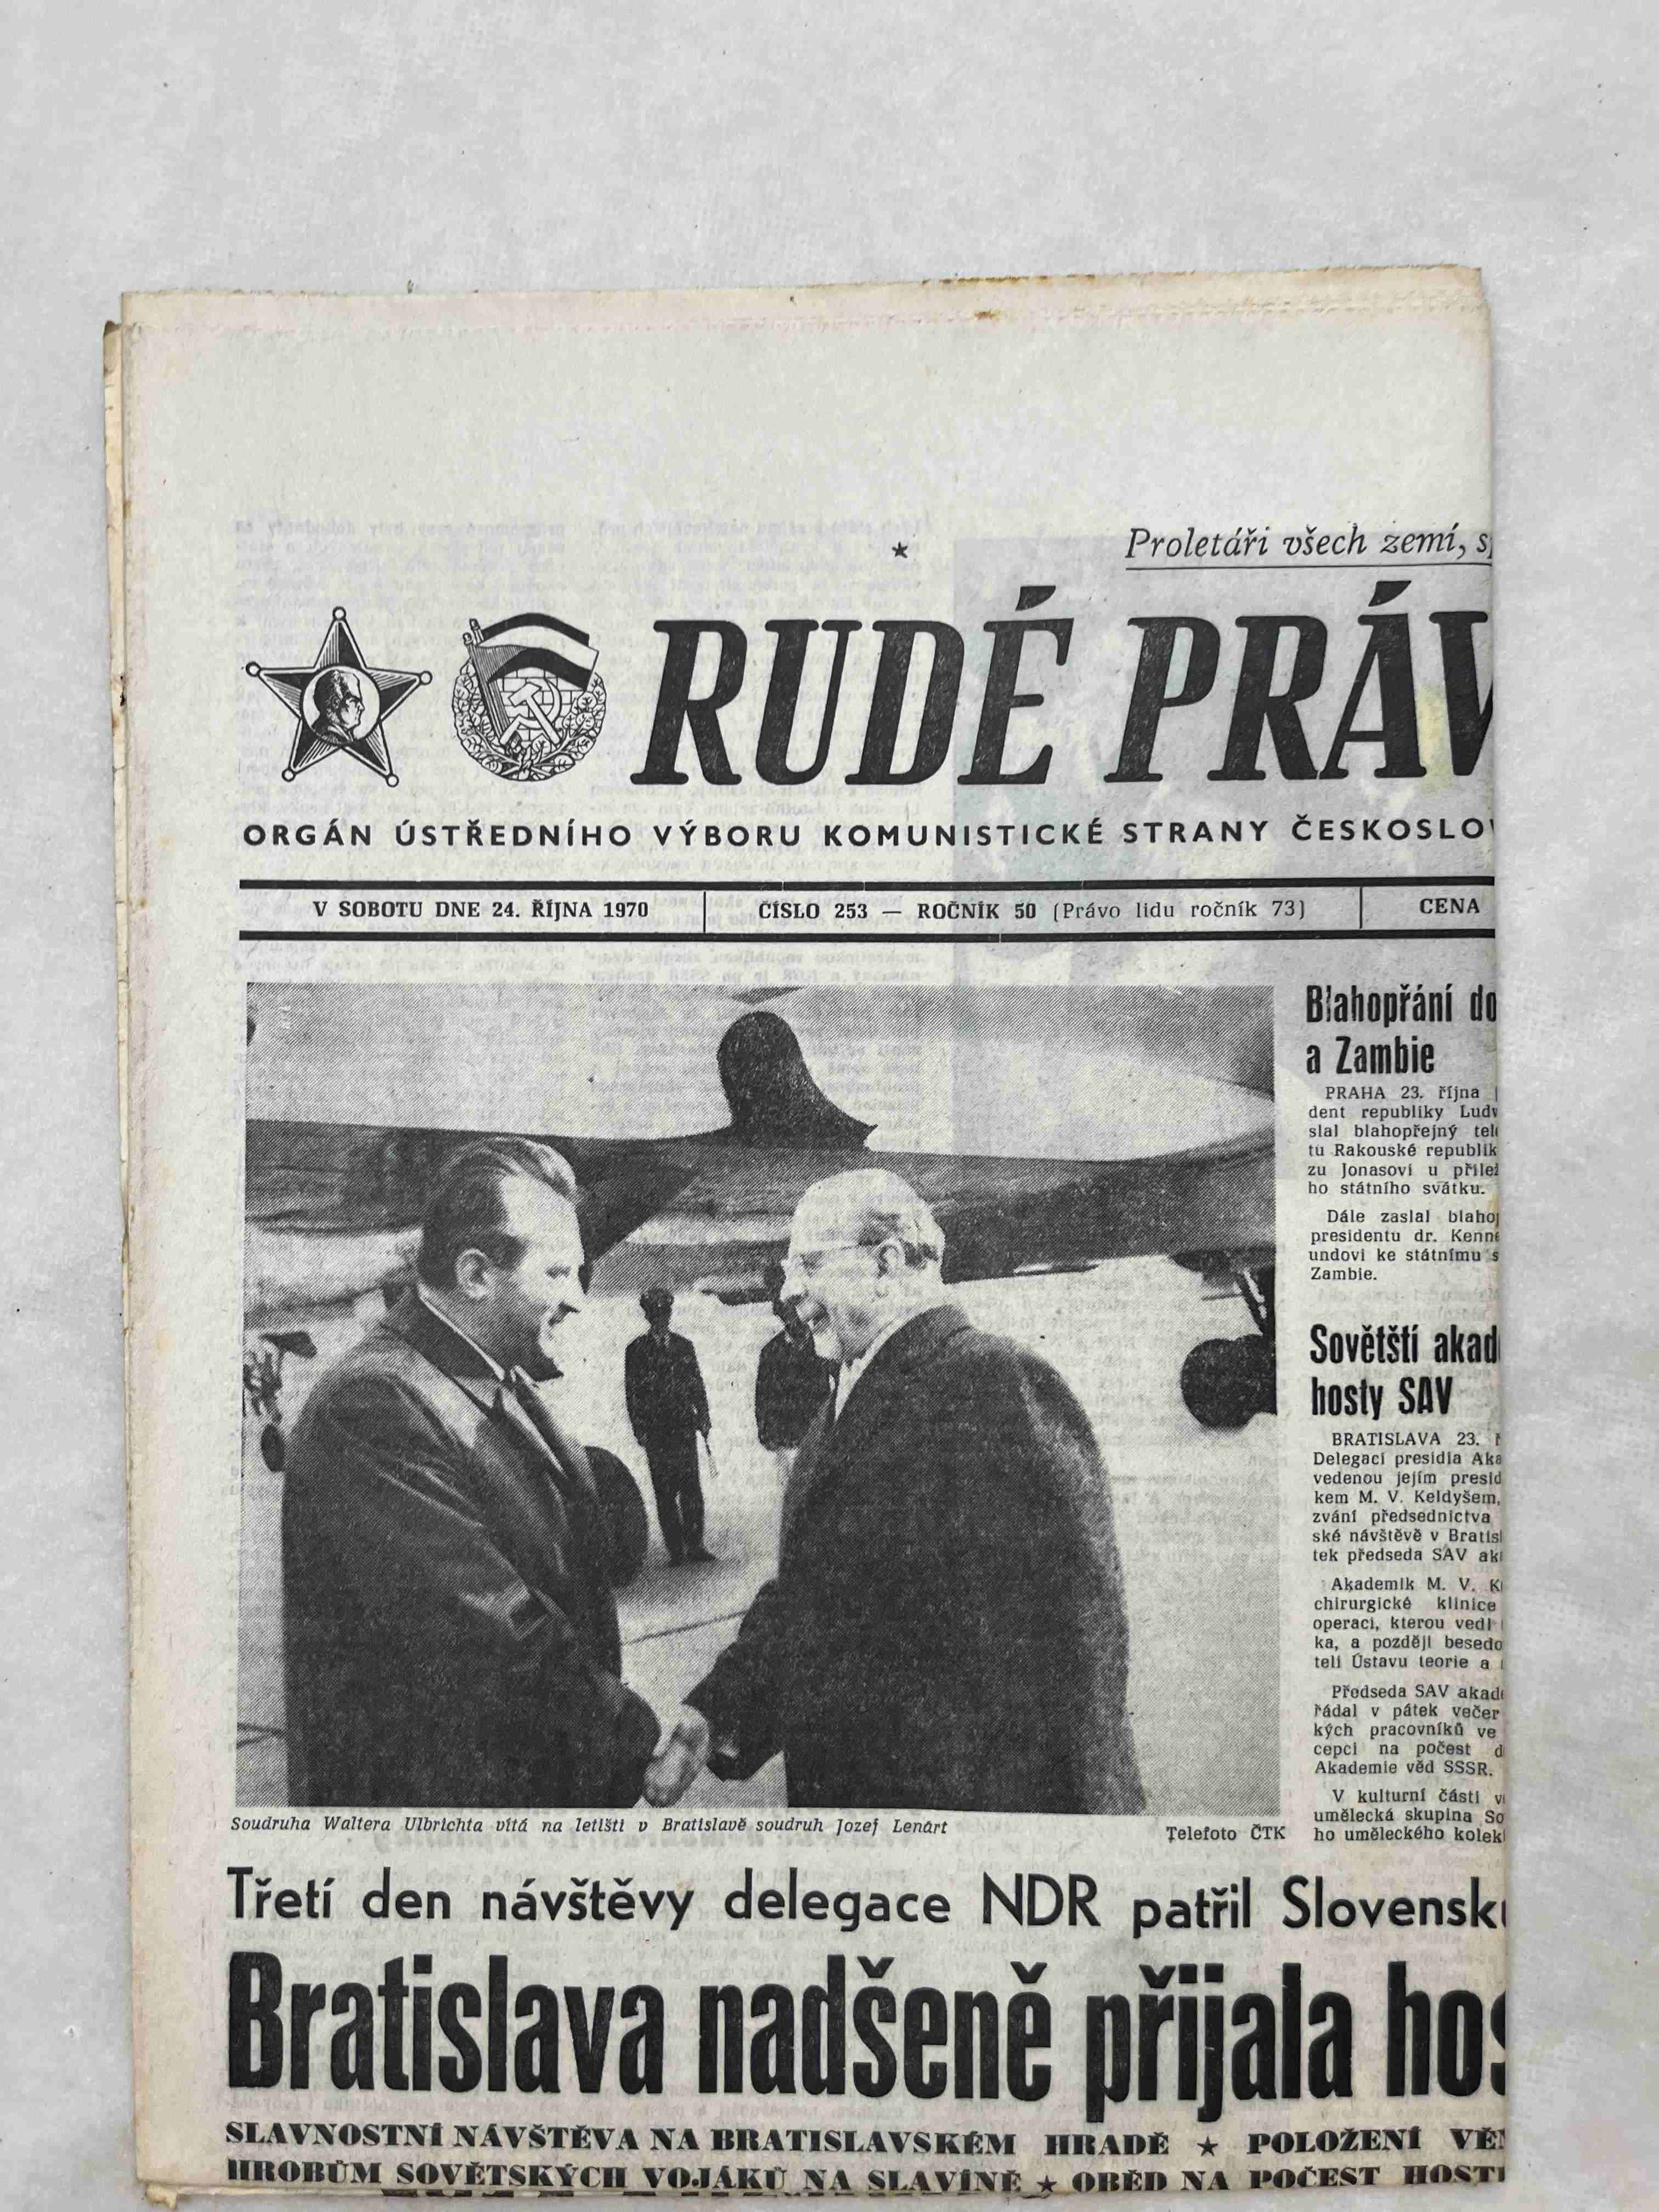 ★
Proletáři všech zemí,
RUDÉ PRÁV
ORGÁN ÚSTŘEDNÍHO VÝBORU KOMUNISTICKÉ STRANY ČESKOSLO
V SOBOTU DNE 24. ŘÍJNA 1970
ČÍSLO 253 — ROČNÍK 50 (Právo lidu ročník 73)
CENA
Soudruha Waltera Ulbrichta vítá na letišti v Bratislavě soudruh Jozef Lenárt
Telefoto ČTK
Blahopřání do
a Zambie
PRAHA 23. října
dent republiky Ludv
slal blahopřejný tel
tu Rakouské republik
zu Jonasovi u přílež
ho státního svátku.
Dále zaslal blaho
presidentu dr. Kenn
undovi ke státnímu s
Zambie.
Sovětští akad
hosty SAV
BRATISLAVA 23.
Delegaci presidia Aka
vedenou jejím presid
kem M. V. Keldyšem,
zvání předsednictva
ské návštěvě v Bratisl
tek předseda SAV ak
Akademik M. V. K
chirurgické klinice
operaci, kterou vedl
ka, a později besedo
teli Ústavu teorie a
Předseda SAV akad
řádal v pátek večer
kých pracovníků ve
cepci na počest d
Akademie věd SSSR.
V kulturní části v
umělecká skupina So
ho uměleckého kolek
Třetí den návštěvy delegace NDR patřil Slovensk
Bratislava nadšeně přijala hos
SLAVNOSTNÍ NÁVŠTĚVA NA BRATISLAVSKÉM HRADĚ ★ POLOŽENÍ VĚN
HROBŮM SOVĚTSKÝCH VOJÁKŮ NA SLAVÍNĚ ★ OBĚD NA POČEST HOSTI